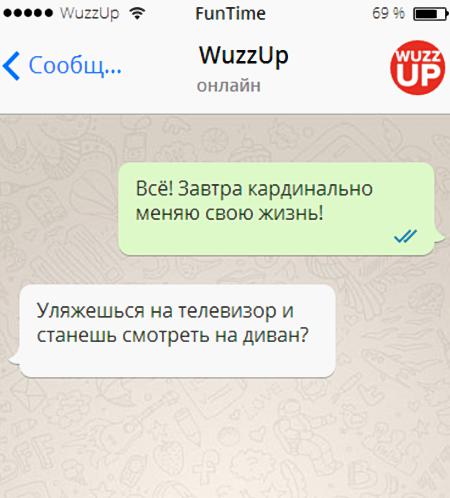 WuzzUp FunTime 69 %
Сообщ... WuzzUp
онлайн
WUZZ
UP
Всё! Завтра кардинально
меняю свою жизнь!
Уляжешься на телевизор и
станешь смотреть на диван?